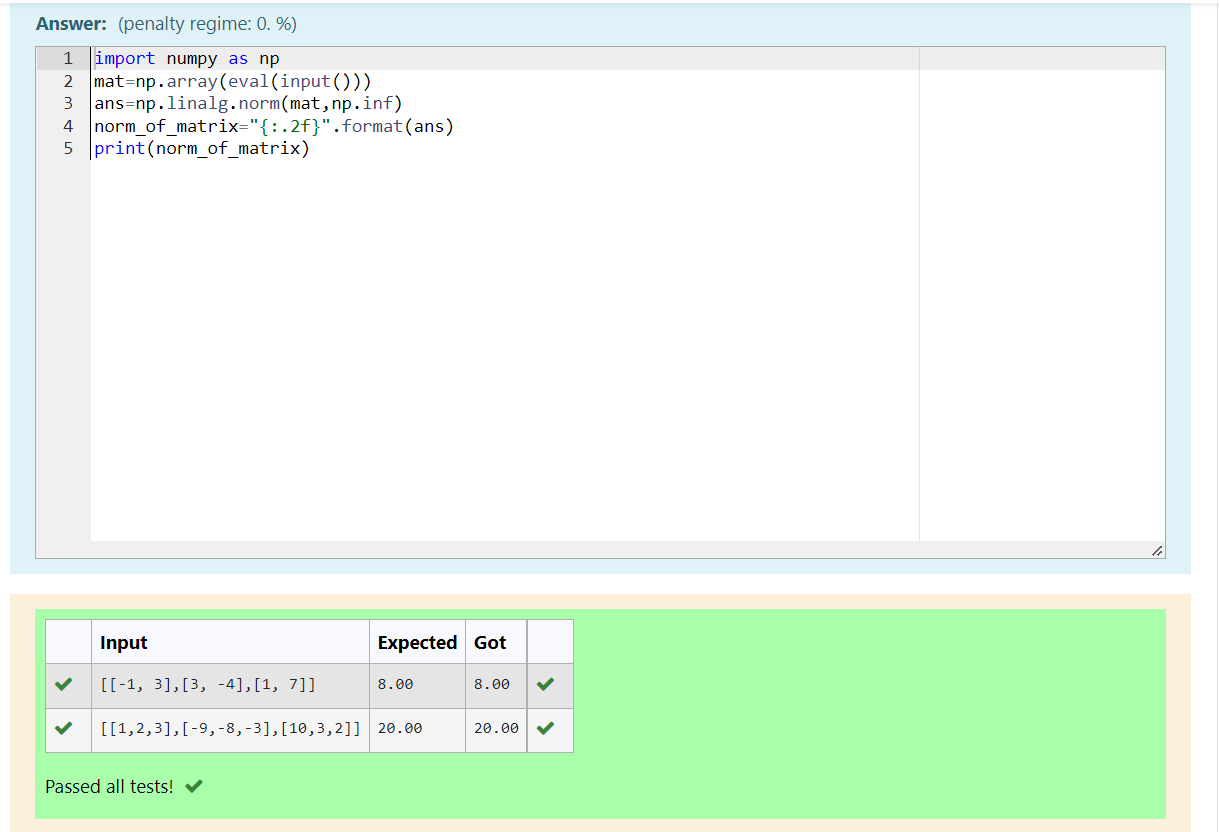 Answer: (penalty regime: 0. %)
1 import numpy as np
2 mat=np.array(eval(input()))
3 ans=np.linalg.norm(mat,np.inf)
4 norm_of_matrix="{:.2f}".format(ans)
5 print(norm_of_matrix)
Input Expected Got
[[-1, 3],[3, -4],[1, 7]] 8.00 8.00
[[1,2,3],[-9,-8,-3],[10,3,2]] 20.00 20.00
Passed all tests!